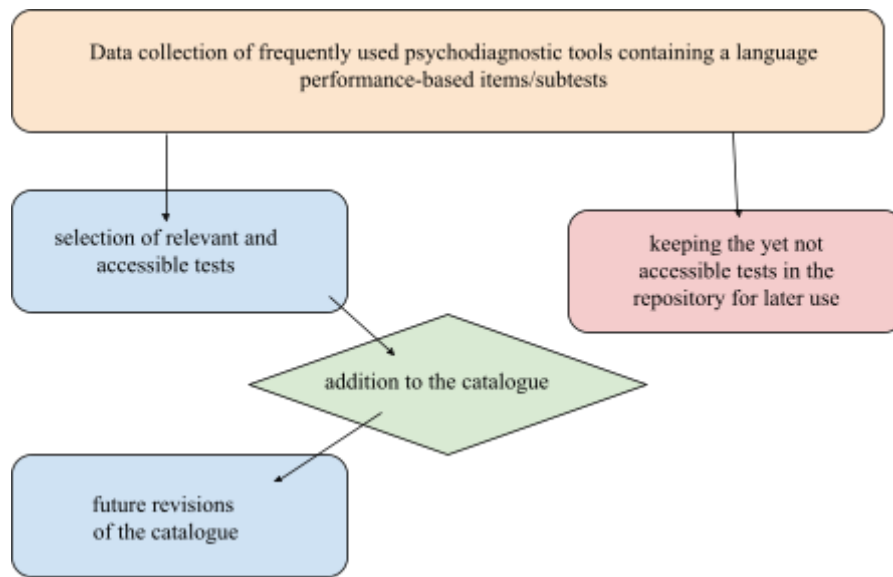 Data collection of frequently used psychodiagnostic tools containing a language
performance-based items/subtests
selection of relevant and
accessible tests
keeping the yet not
accessible tests in the
repository for later use
addition to the catalogue
future revisions
of the catalogue